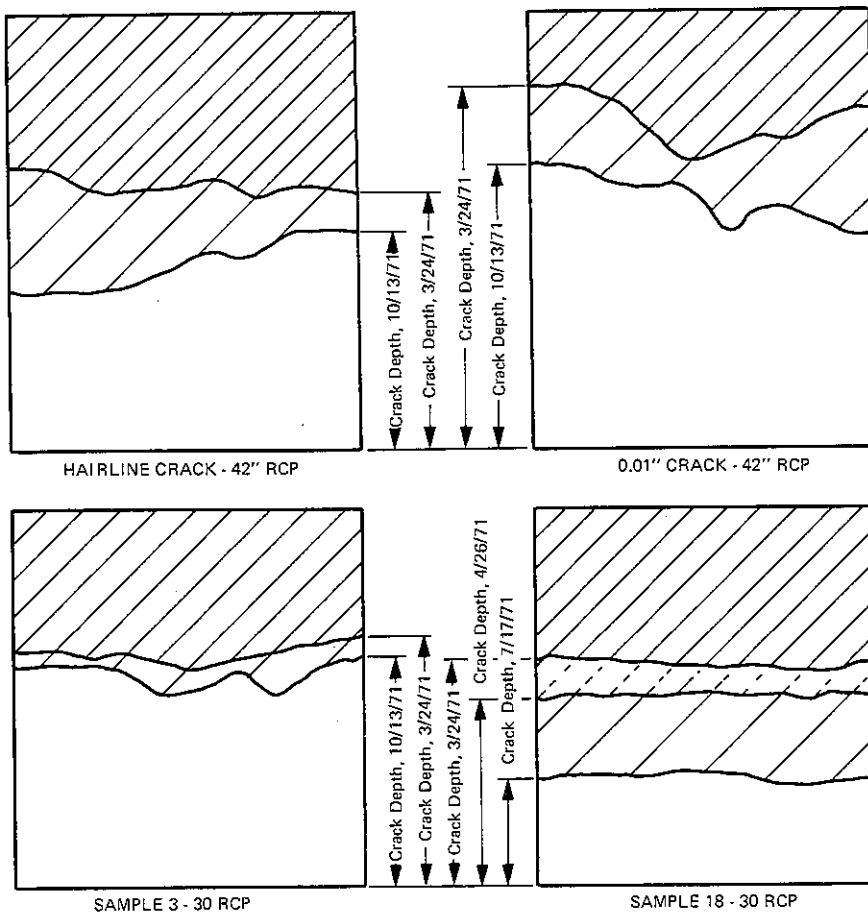 Crack Depth, 10/13/71
Crack Depth, 3/24/71
Crack Depth, 3/24/71
Crack Depth, 10/13/71
HAIRLINE CRACK - 42" RCP
0.01" CRACK - 42" RCP
Crack Depth, 10/13/71
Crack Depth, 3/24/71
Crack Depth, 3/24/71
Crack Depth, 4/26/71
Crack Depth, 7/17/71
SAMPLE 3 - 30 RCP
SAMPLE 18 - 30 RCP